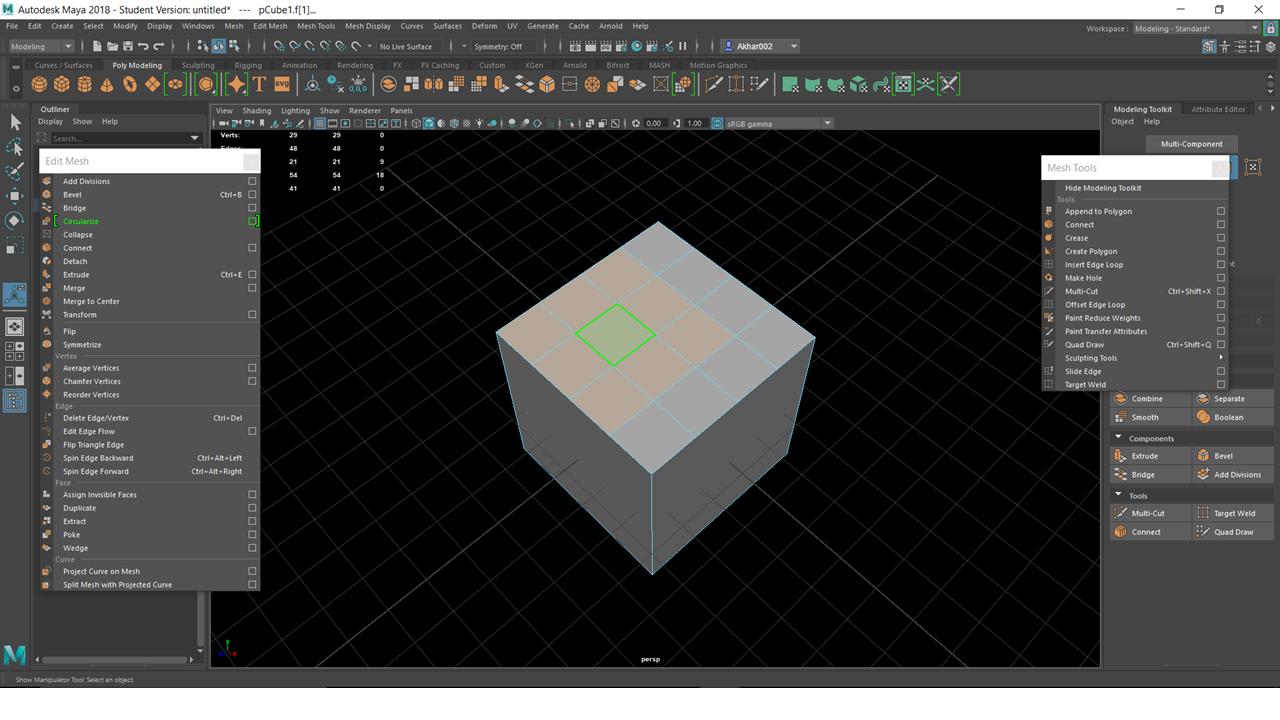 Autodesk Maya 2018 - Student Version: untitled*   ---   pCube1.f[1]...
File Edit Create Select Modify Display Windows Mesh Edit Mesh Mesh Tools Mesh Display Curves Surfaces Deform UV Generate Cache Arnold Help
Workspace : Modeling - Standard*
Modeling No Live Surface Symmetry: Off Akhar002
Curves / Surfaces Poly Modeling Sculpting Rigging Animation Rendering FX FX Caching Custom XGen Arnold Bifrost MASH Motion Graphics
SVG
Outliner
Display Show Help
Search...
View Shading Lighting Show Renderer Panels
0.00 1.00 sRGB gamma
Modeling Toolkit Attribute Editor
Object Help
Multi-Component
Verts: 29 29 0
48 48 0
21 21 9
54 54 18
41 41 0
Edit Mesh
Add Divisions
Bevel Ctrl+B
Bridge
Circularize
Collapse
Connect
Detach
Extrude Ctrl+E
Merge
Merge to Center
Transform
Flip
Symmetrize
Vertex
Average Vertices
Chamfer Vertices
Reorder Vertices
Edge
Delete Edge/Vertex Ctrl+Del
Edit Edge Flow
Flip Triangle Edge
Spin Edge Backward Ctrl+Alt+Left
Spin Edge Forward Ctrl+Alt+Right
Face
Assign Invisible Faces
Duplicate
Extract
Poke
Wedge
Curve
Project Curve on Mesh
Split Mesh with Projected Curve
Mesh Tools
Hide Modeling Toolkit
Tools
Append to Polygon
Connect
Crease
Create Polygon
Insert Edge Loop
Make Hole
Multi-Cut Ctrl+Shift+X
Offset Edge Loop
Paint Reduce Weights
Paint Transfer Attributes
Quad Draw Ctrl+Shift+Q
Sculpting Tools
Slide Edge
Target Weld
Combine Separate
Smooth Boolean
Components
Extrude Bevel
Bridge Add Divisions
Tools
Multi-Cut Target Weld
Connect Quad Draw
y
x
persp
Show Manipulator Tool: Select an object.